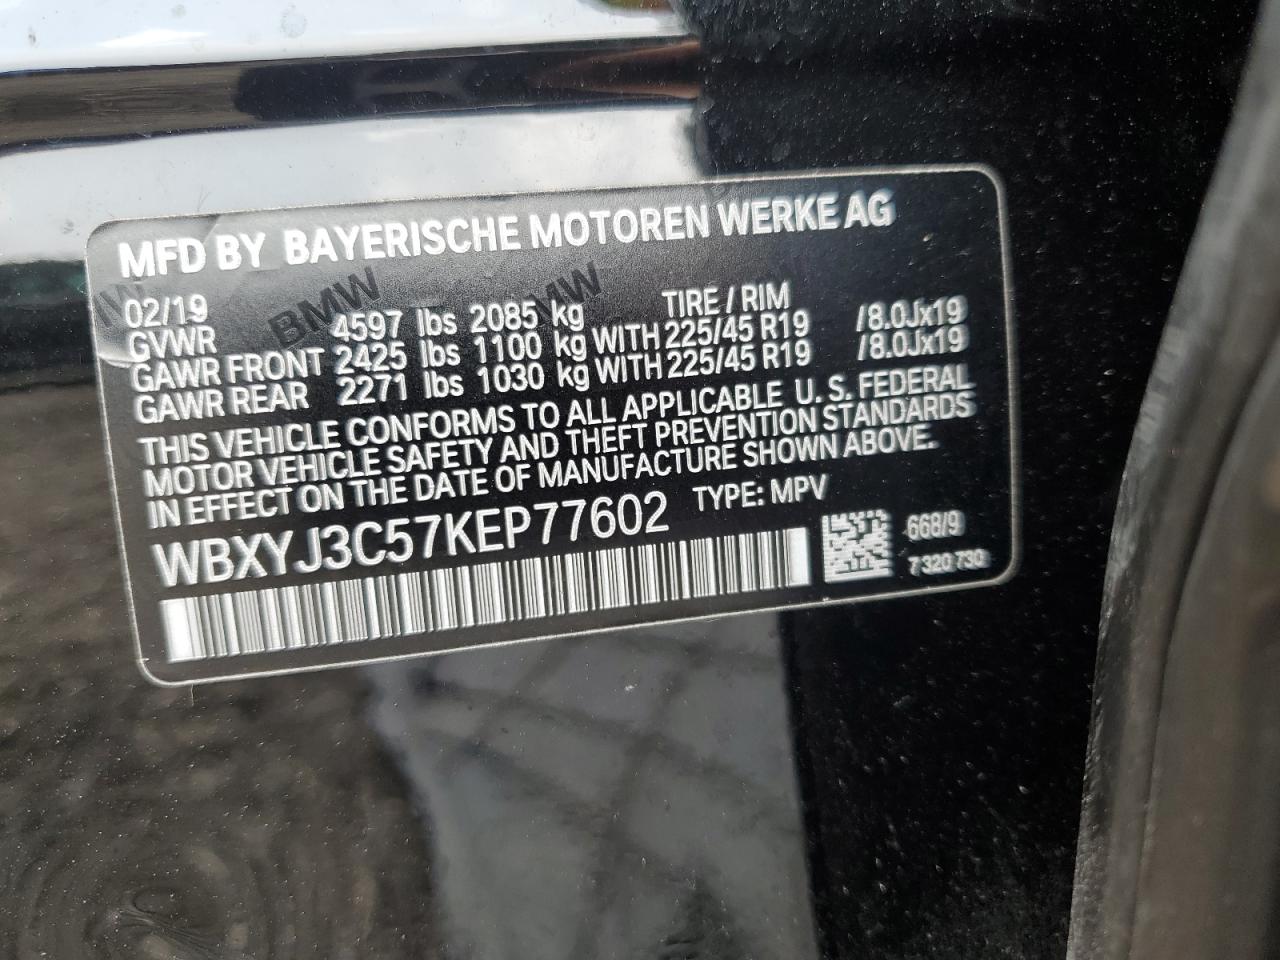 MFD BY BAYERISCHE MOTOREN WERKE AG
02/19 TIRE / RIM
GVWR 4597 lbs 2085 kg
GAWR FRONT 2425 lbs 1100 kg WITH 225/45 R19 /8.0Jx19
GAWR REAR 2271 lbs 1030 kg WITH 225/45 R19 /8.0Jx19
THIS VEHICLE CONFORMS TO ALL APPLICABLE U. S. FEDERAL
MOTOR VEHICLE SAFETY AND THEFT PREVENTION STANDARDS
IN EFFECT ON THE DATE OF MANUFACTURE SHOWN ABOVE.
WBXYJ3C57KEP77602 TYPE: MPV
668/9
7 320 730
BMW
MW